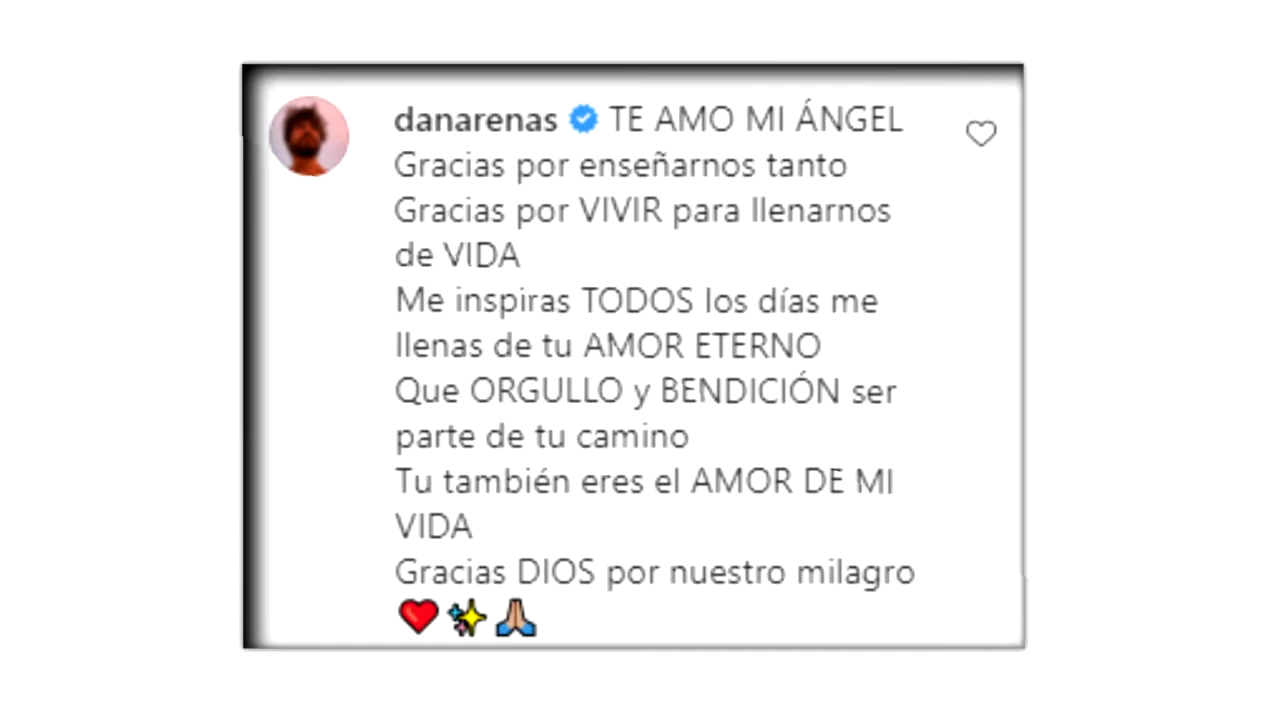 danarenas TE AMO MI ÁNGEL
Gracias por enseñarnos tanto
Gracias por VIVIR para llenarnos
de VIDA
Me inspiras TODOS los días me
llenas de tu AMOR ETERNO
Que ORGULLO y BENDICIÓN ser
parte de tu camino
Tu también eres el AMOR DE MI
VIDA
Gracias DIOS por nuestro milagro
❤️✨🙏🏼